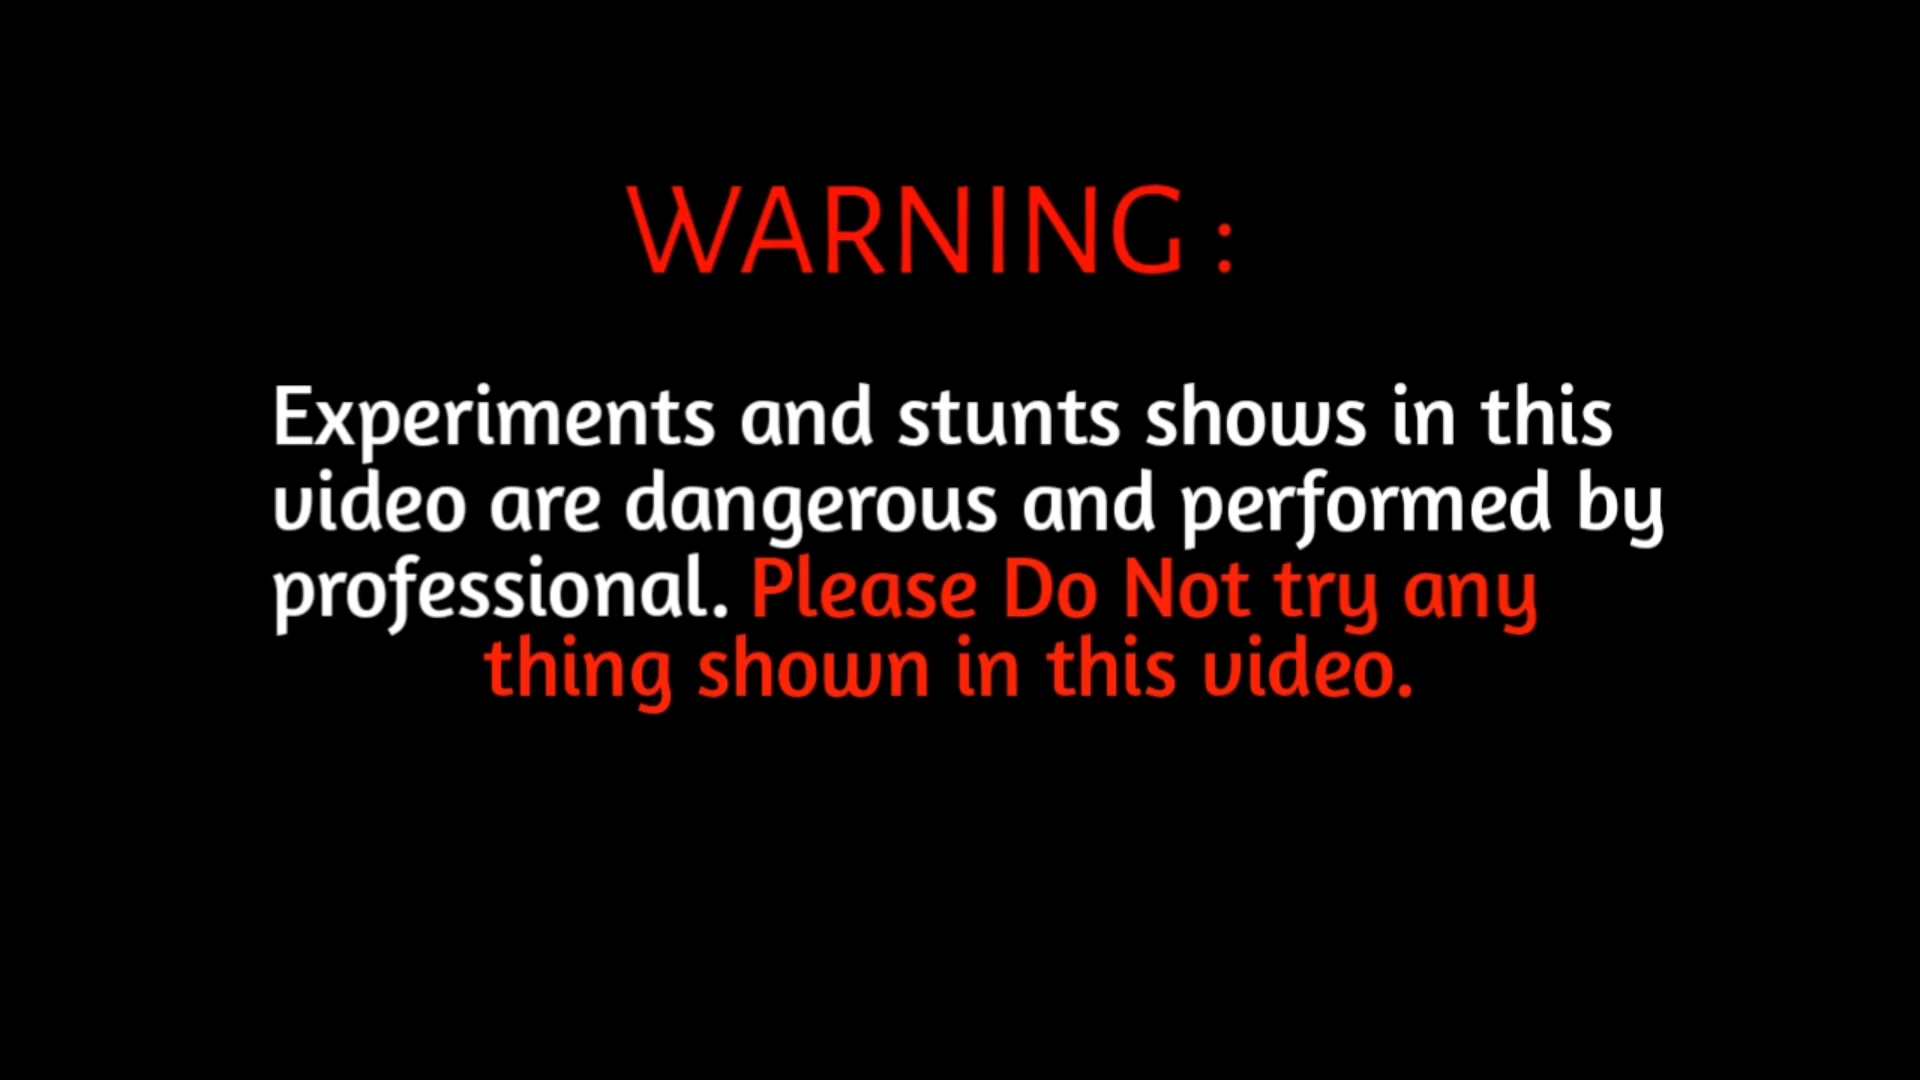 WARNING :
Experiments and stunts shows in this
video are dangerous and performed by
professional. Please Do Not try any
thing shown in this video.